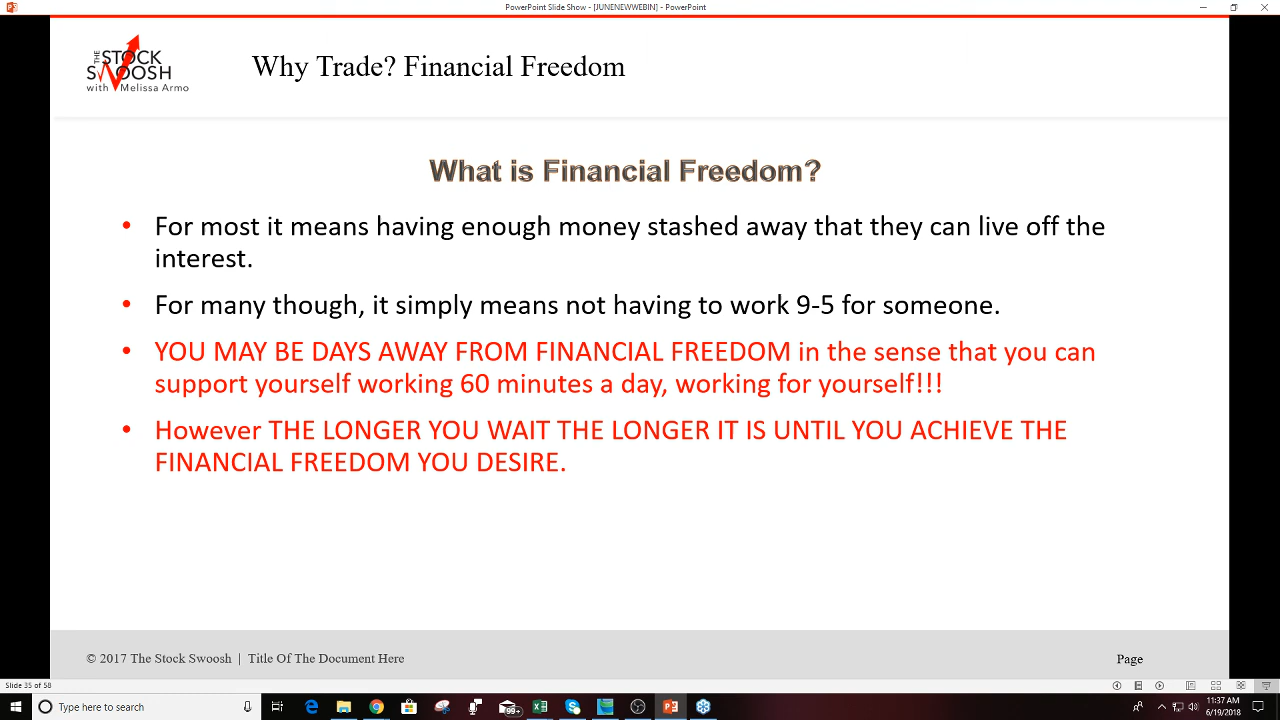 PowerPoint Slide Show - [JUNENEWWEBIN] - PowerPoint
THE STOCK
SWOOSH
with Melissa Armo
Why Trade? Financial Freedom
What is Financial Freedom?
• For most it means having enough money stashed away that they can live off the
interest.
• For many though, it simply means not having to work 9-5 for someone.
• YOU MAY BE DAYS AWAY FROM FINANCIAL FREEDOM in the sense that you can
support yourself working 60 minutes a day, working for yourself!!!
• However THE LONGER YOU WAIT THE LONGER IT IS UNTIL YOU ACHIEVE THE
FINANCIAL FREEDOM YOU DESIRE.
© 2017 The Stock Swoosh | Title Of The Document Here
Page
Slide 35 of 58
Type here to search
99+
11:37 AM
6/19/2018